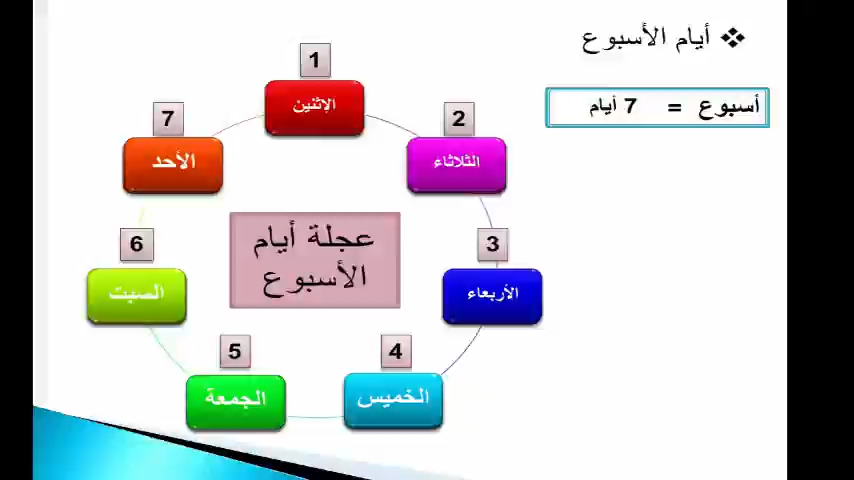 ❖ أيام الأسبوع
أسبوع = 7 أيام
1
الإثنين
2
الثلاثاء
3
الأربعاء
4
الخميس
5
الجمعة
6
السبت
7
الأحد
عجلة أيام
الأسبوع